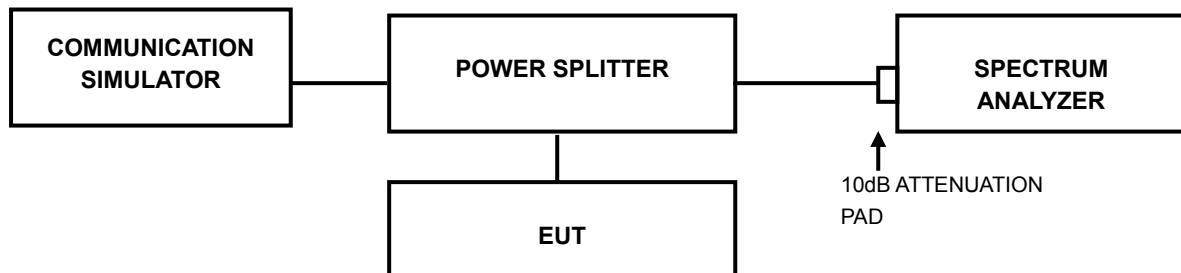 COMMUNICATION
SIMULATOR
POWER SPLITTER
SPECTRUM
ANALYZER
10dB ATTENUATION
PAD
EUT